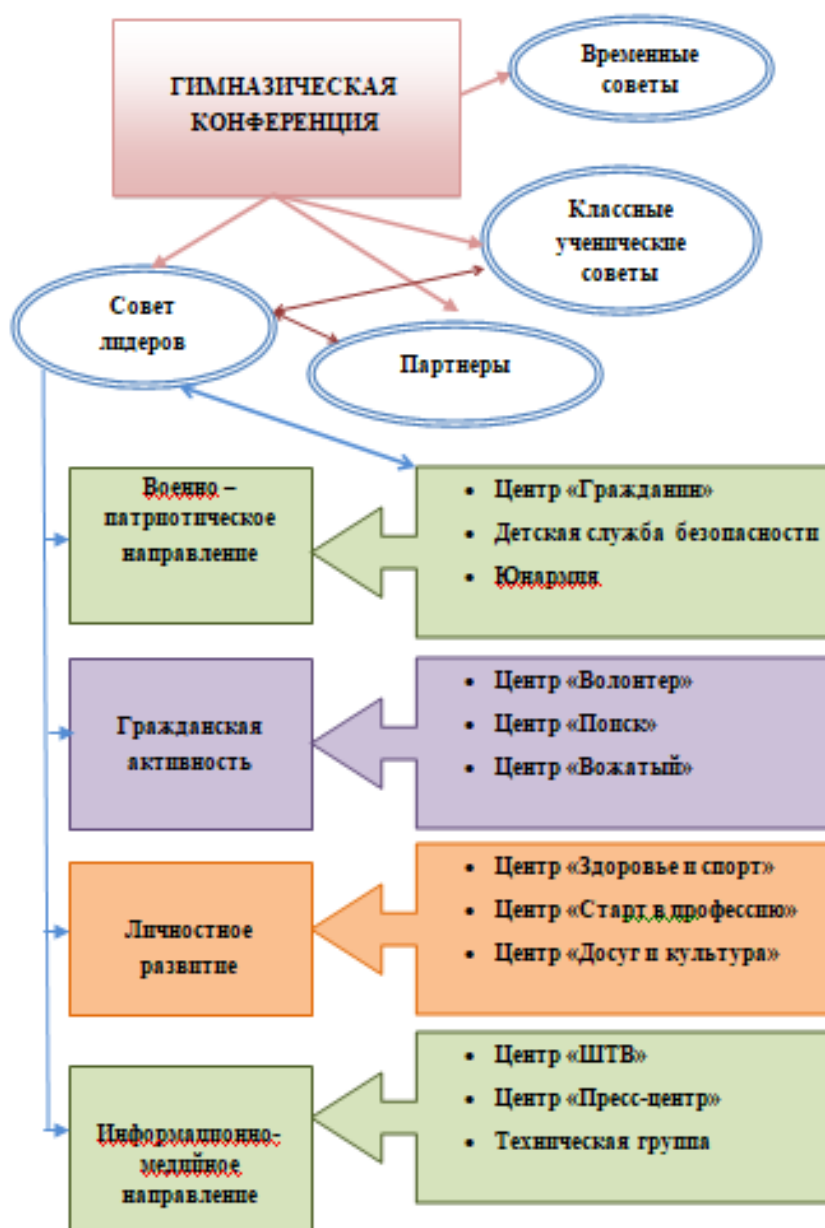 ГИМНАЗИЧЕСКАЯ
КОНФЕРЕНЦИЯ
Временные
советы
Классные
ученические
советы
Совет
лидеров
Партнеры
Военно –
патриотическое
направление
• Центр «Гражданин»
• Детская служба безопасности
• Юнармия
Гражданская
активность
• Центр «Волонтер»
• Центр «Поиск»
• Центр «Вожатый»
Личностное
развитие
• Центр «Здоровье и спорт»
• Центр «Старт в профессию»
• Центр «Досуг и культура»
Информационно-
медийное
направление
• Центр «ШТВ»
• Центр «Пресс-центр»
• Техническая группа